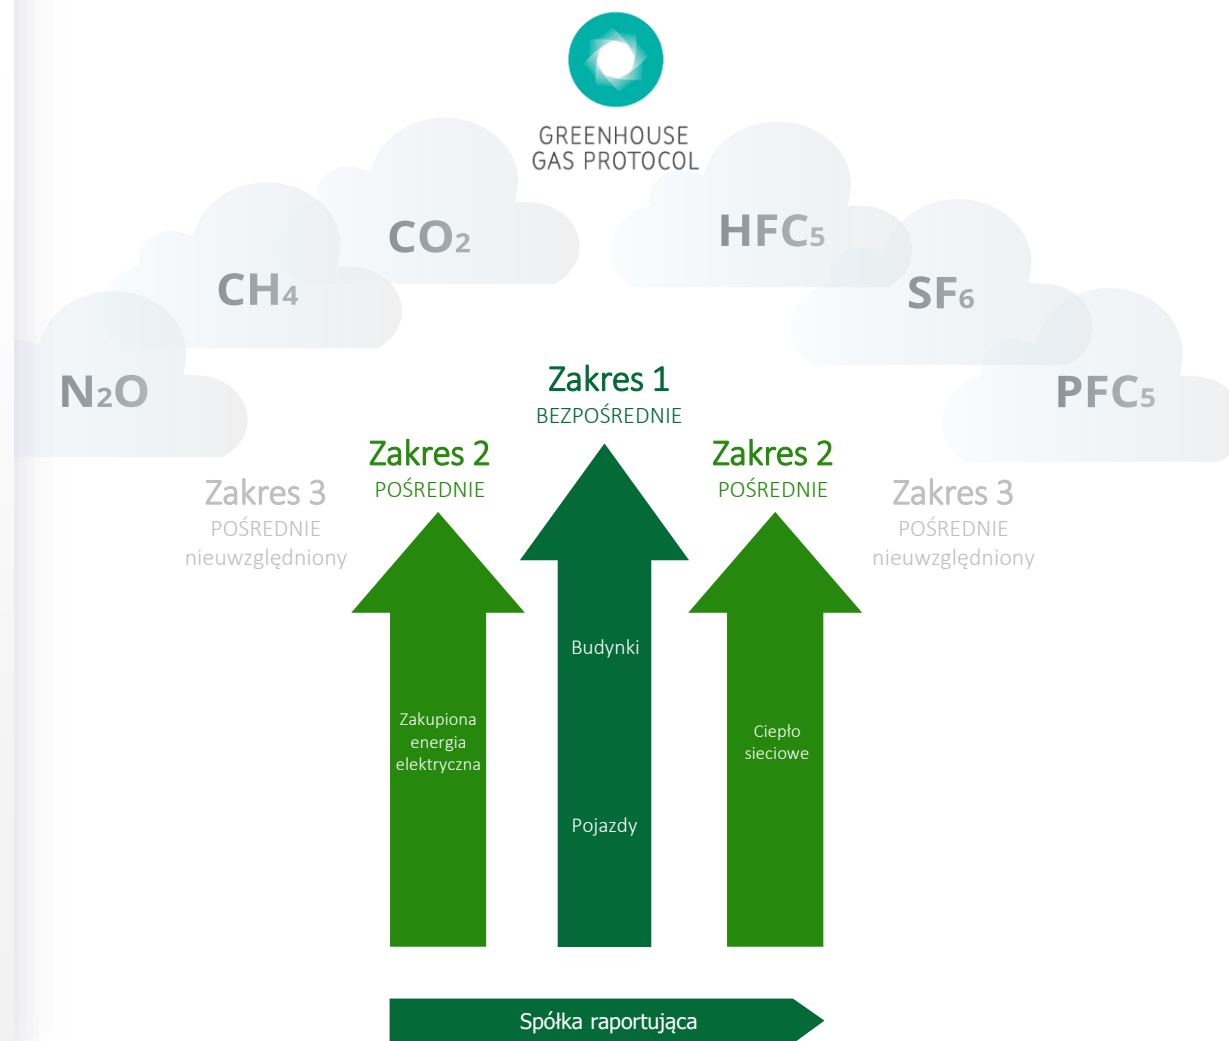 GREENHOUSE
GAS PROTOCOL
CO₂
HFC₅
CH₄
SF₆
N₂O
PFC₅
Zakres 1
BEZPOŚREDNIE
Zakres 2
POŚREDNIE
Zakres 2
POŚREDNIE
Zakres 3
POŚREDNIE
nieuwzględniony
Zakres 3
POŚREDNIE
nieuwzględniony
Budynki
Zakupiona
energia
elektryczna
Ciepło
sieciowe
Pojazdy
Spółka raportująca